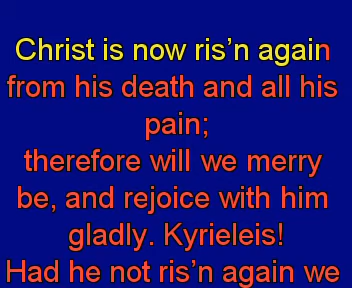 Christ is now ris’n again
from his death and all his
pain;
therefore will we merry
be, and rejoice with him
gladly. Kyrieleis!
Had he not ris’n again we